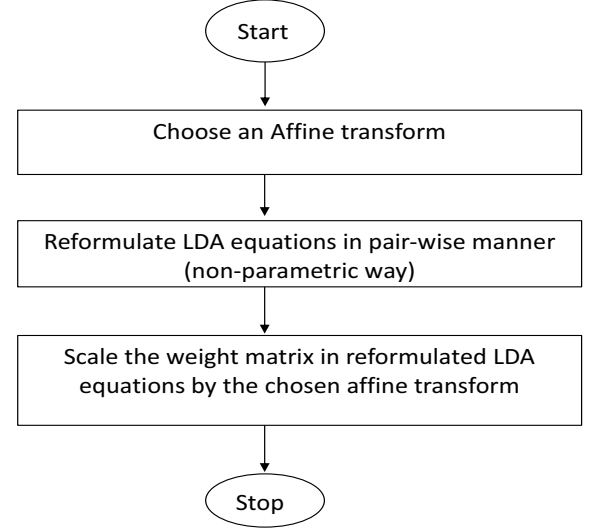 Start
Choose an Affine transform
Reformulate LDA equations in pair-wise manner
(non-parametric way)
Scale the weight matrix in reformulated LDA
equations by the chosen affine transform
Stop